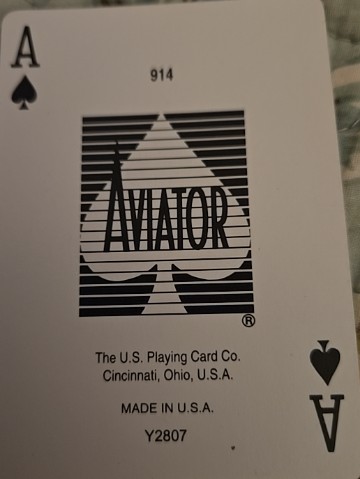 A
914
AVIATOR
®
The U.S. Playing Card Co.
Cincinnati, Ohio, U.S.A.
MADE IN U.S.A.
Y2807
A